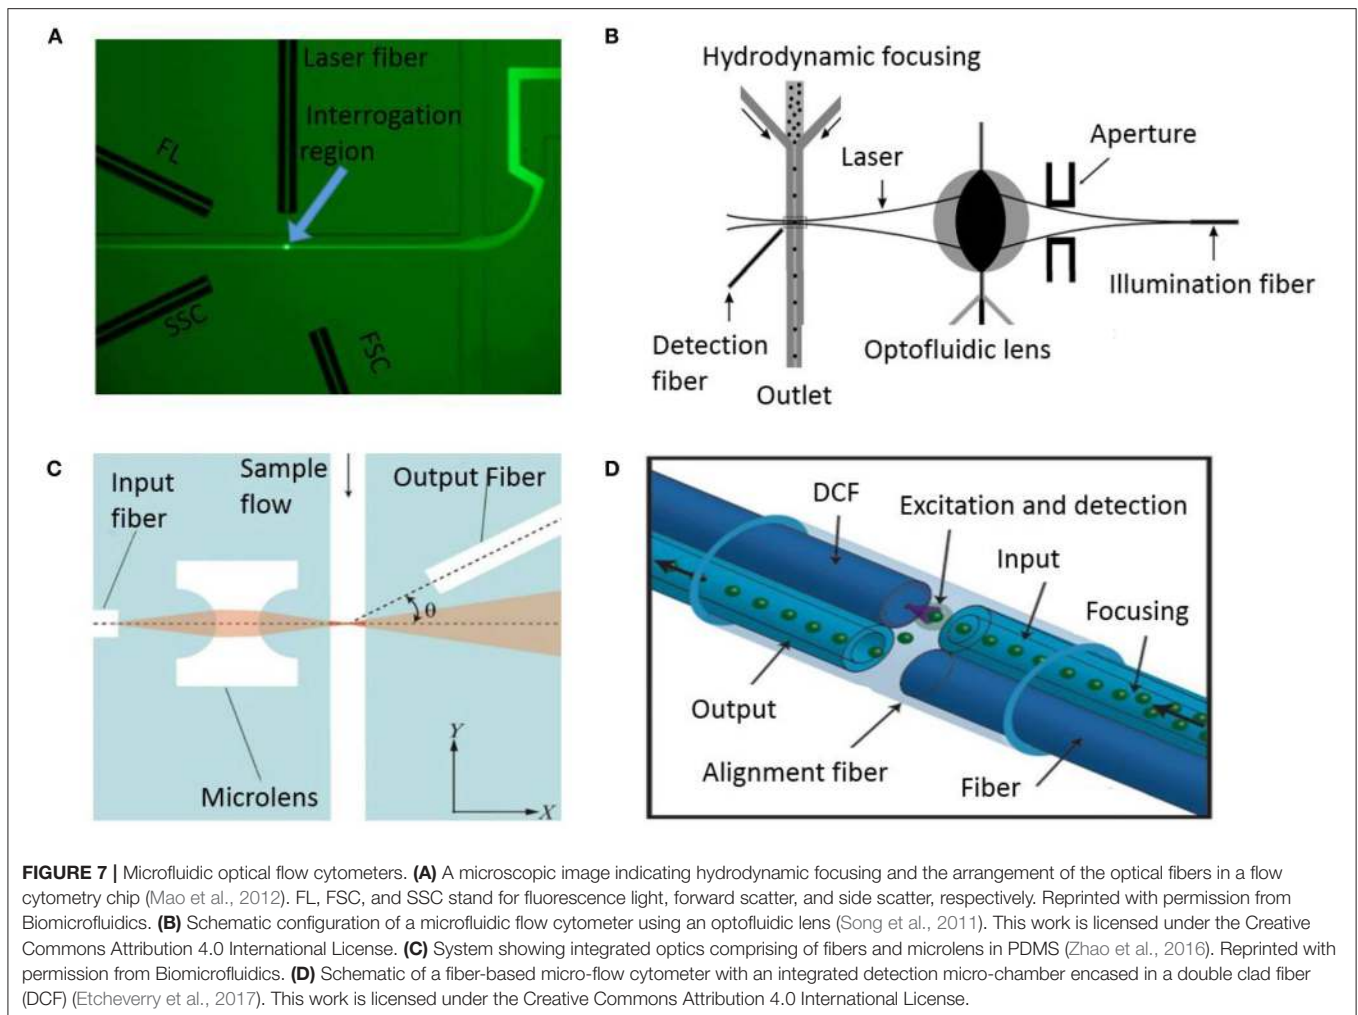 A
Laser fiber
Interrogation
region
FL
SSC
FSC
B
Hydrodynamic focusing
Laser
Aperture
Illumination fiber
Detection
fiber
Optofluidic lens
Outlet
C
Input
fiber
Sample
flow
Output Fiber
θ
Microlens
Y
X
D
DCF
Excitation and detection
Input
Focusing
Output
Alignment fiber
Fiber
FIGURE 7 | Microfluidic optical flow cytometers. (A) A microscopic image indicating hydrodynamic focusing and the arrangement of the optical fibers in a flow
cytometry chip (Mao et al., 2012). FL, FSC, and SSC stand for fluorescence light, forward scatter, and side scatter, respectively. Reprinted with permission from
Biomicrofluidics. (B) Schematic configuration of a microfluidic flow cytometer using an optofluidic lens (Song et al., 2011). This work is licensed under the Creative
Commons Attribution 4.0 International License. (C) System showing integrated optics comprising of fibers and microlens in PDMS (Zhao et al., 2016). Reprinted with
permission from Biomicrofluidics. (D) Schematic of a fiber-based micro-flow cytometer with an integrated detection micro-chamber encased in a double clad fiber
(DCF) (Etcheverry et al., 2017). This work is licensed under the Creative Commons Attribution 4.0 International License.